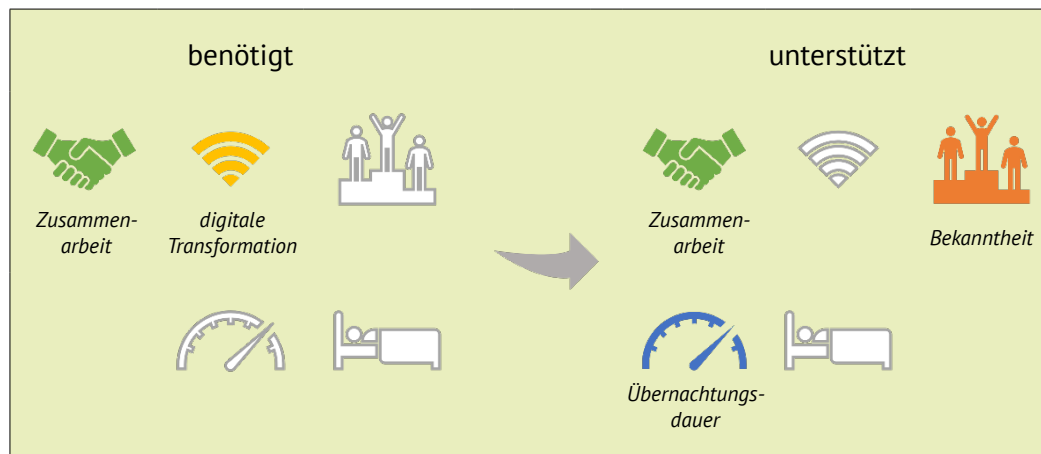 benötigt
unterstützt
Zusammen-
arbeit
digitale
Transformation
Zusammen-
arbeit
Bekanntheit
Übernachtungs-
dauer